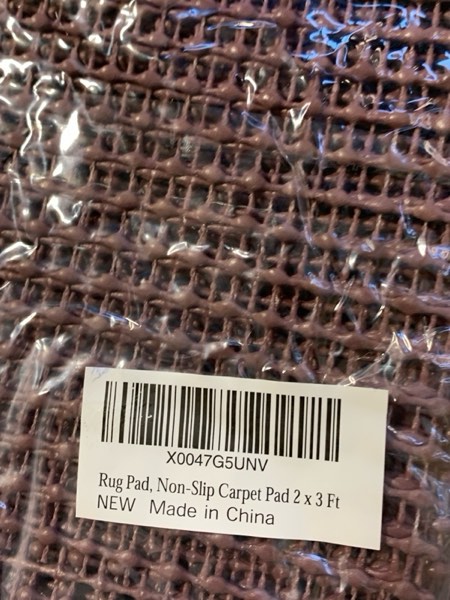 X0047G5UNV
Rug Pad, Non-Slip Carpet Pad 2 x 3 Ft
NEW Made in China